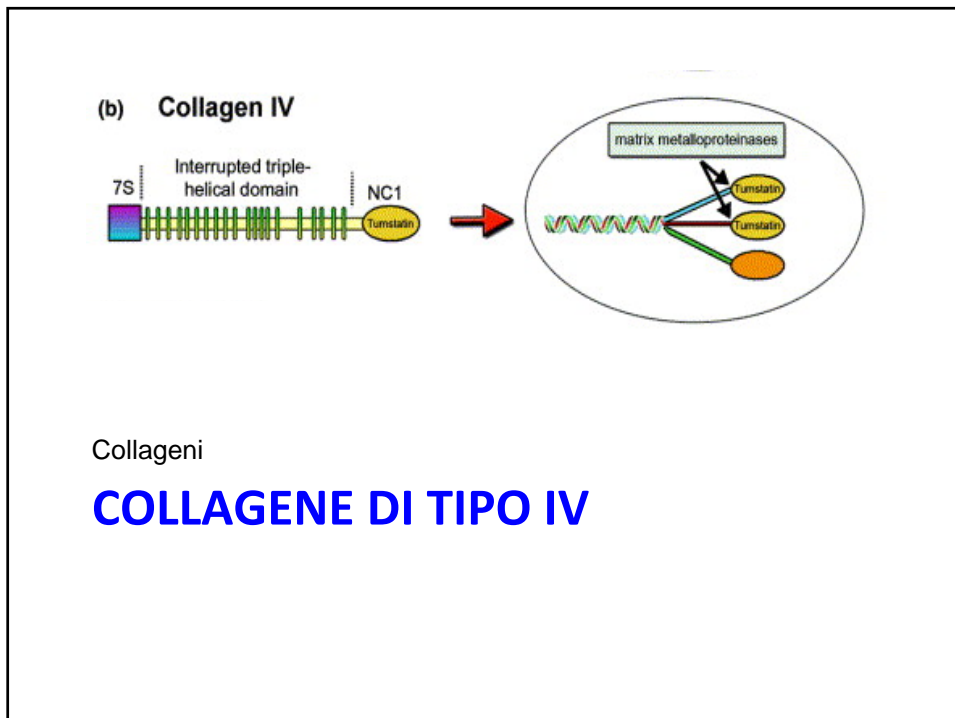 (b) Collagen IV
7S
Interrupted triple-
helical domain
NC1
Tumstatin
matrix metalloproteinases
Tumstatin
Tumstatin
Collageni
COLLAGENE DI TIPO IV